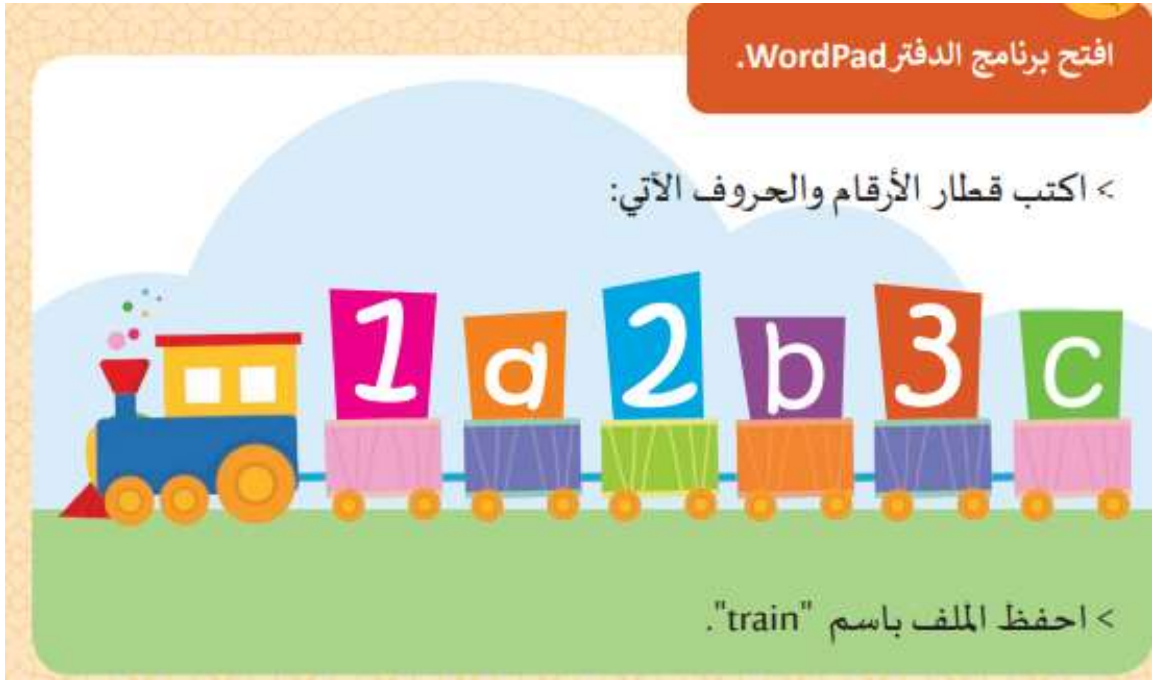 افتح برنامج الدفتر WordPad.
> اكتب قطار الأرقام والحروف الآتي:
1 a 2 b 3 c
> احفظ الملف باسم "train".